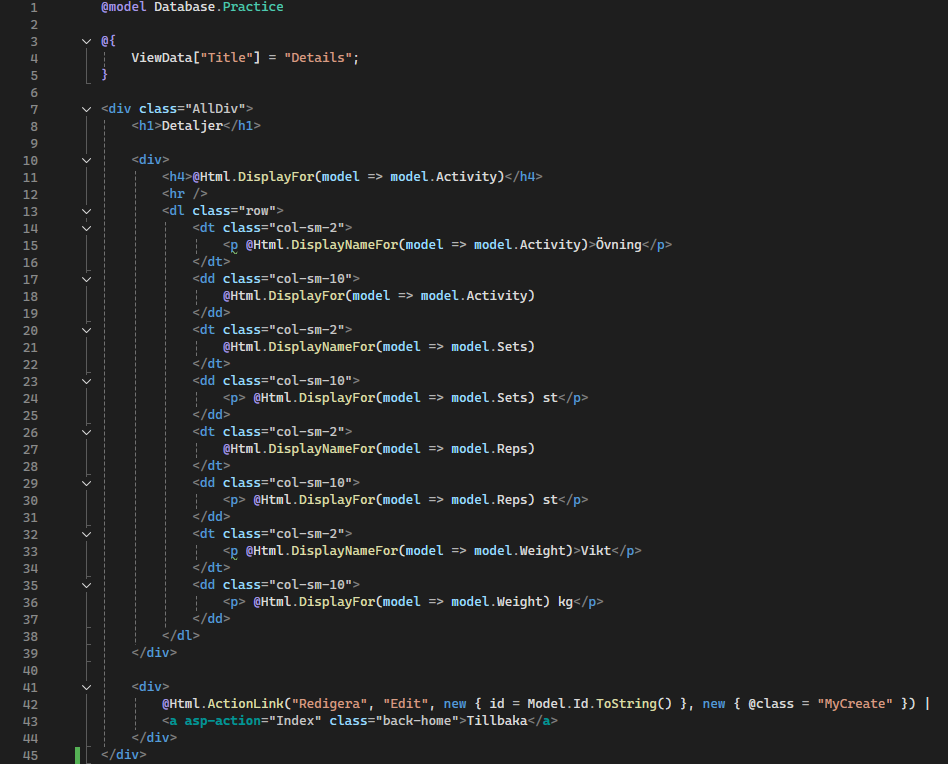 1 @model Database.Practice
2
3 @{
4     ViewData["Title"] = "Details";
5 }
6
7 <div class="AllDiv">
8     <h1>Detaljer</h1>
9
10     <div>
11         <h4>@Html.DisplayFor(model => model.Activity)</h4>
12         <hr />
13         <dl class="row">
14             <dt class="col-sm-2">
15                 <p @Html.DisplayNameFor(model => model.Activity)>Övning</p>
16             </dt>
17             <dd class="col-sm-10">
18                 @Html.DisplayFor(model => model.Activity)
19             </dd>
20             <dt class="col-sm-2">
21                 @Html.DisplayNameFor(model => model.Sets)
22             </dt>
23             <dd class="col-sm-10">
24                 <p> @Html.DisplayFor(model => model.Sets) st</p>
25             </dd>
26             <dt class="col-sm-2">
27                 @Html.DisplayNameFor(model => model.Reps)
28             </dt>
29             <dd class="col-sm-10">
30                 <p> @Html.DisplayFor(model => model.Reps) st</p>
31             </dd>
32             <dt class="col-sm-2">
33                 <p @Html.DisplayNameFor(model => model.Weight)>Vikt</p>
34             </dt>
35             <dd class="col-sm-10">
36                 <p> @Html.DisplayFor(model => model.Weight) kg</p>
37             </dd>
38         </dl>
39     </div>
40
41     <div>
42         @Html.ActionLink("Redigera", "Edit", new { id = Model.Id.ToString() }, new { @class = "MyCreate" }) |
43         <a asp-action="Index" class="back-home">Tillbaka</a>
44     </div>
45 </div>